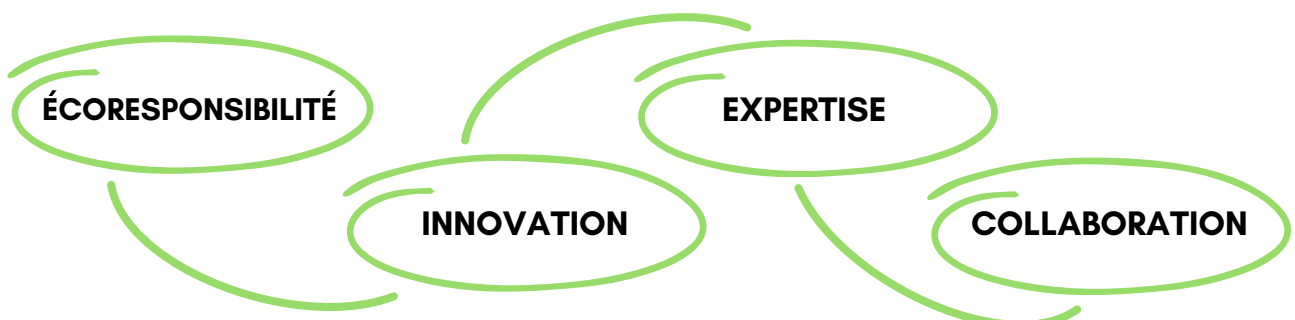 ÉCORESPONSIBILITÉ
INNOVATION
EXPERTISE
COLLABORATION